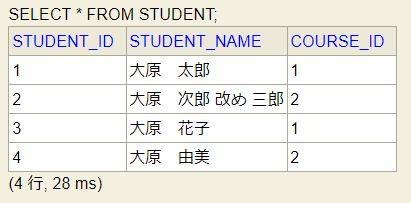 SELECT * FROM STUDENT;
STUDENT_ID STUDENT_NAME COURSE_ID
1 大原　太郎 1
2 大原　次郎 改め 三郎 2
3 大原　花子 1
4 大原　由美 2
(4 行, 28 ms)